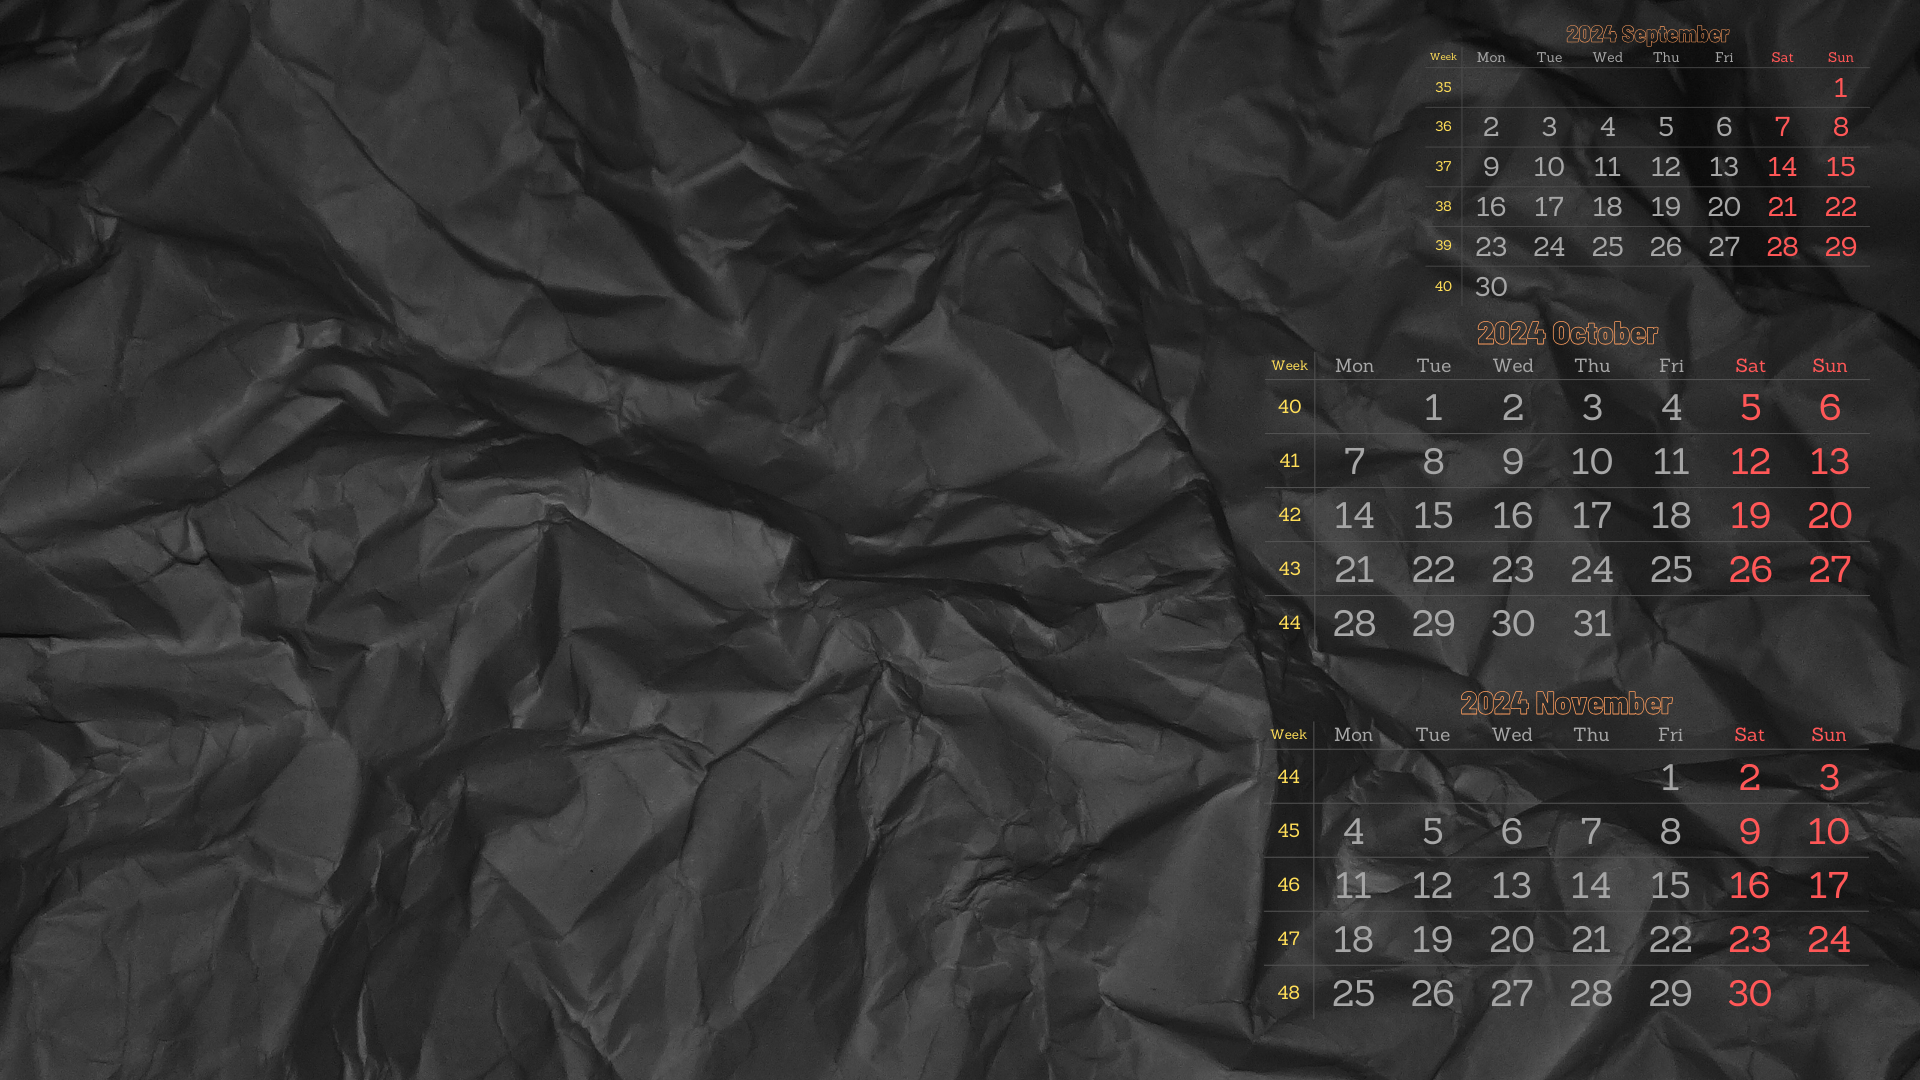 2024 September
Week Mon Tue Wed Thu Fri Sat Sun
35 1
36 2 3 4 5 6 7 8
37 9 10 11 12 13 14 15
38 16 17 18 19 20 21 22
39 23 24 25 26 27 28 29
40 30
2024 October
Week Mon Tue Wed Thu Fri Sat Sun
40 1 2 3 4 5 6
41 7 8 9 10 11 12 13
42 14 15 16 17 18 19 20
43 21 22 23 24 25 26 27
44 28 29 30 31
2024 November
Week Mon Tue Wed Thu Fri Sat Sun
44 1 2 3
45 4 5 6 7 8 9 10
46 11 12 13 14 15 16 17
47 18 19 20 21 22 23 24
48 25 26 27 28 29 30